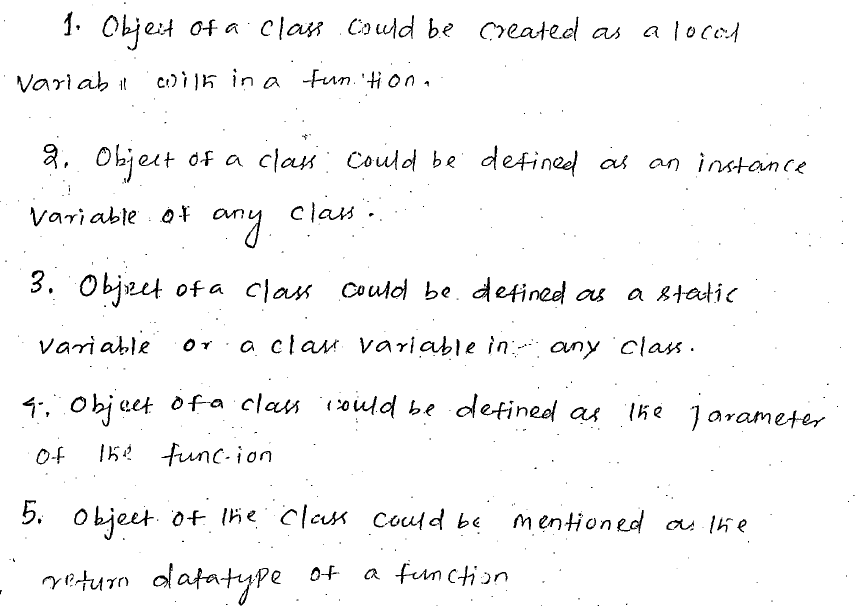 1. Object of a class could be created as a local
variable with in a function.
2. Object of a class could be defined as an instance
variable of any class.
3. Object of a class could be defined as a static
variable or a class variable in any class.
4. Object of a class could be defined as the parameter
of the function
5. Object of the class could be mentioned as the
return datatype of a function